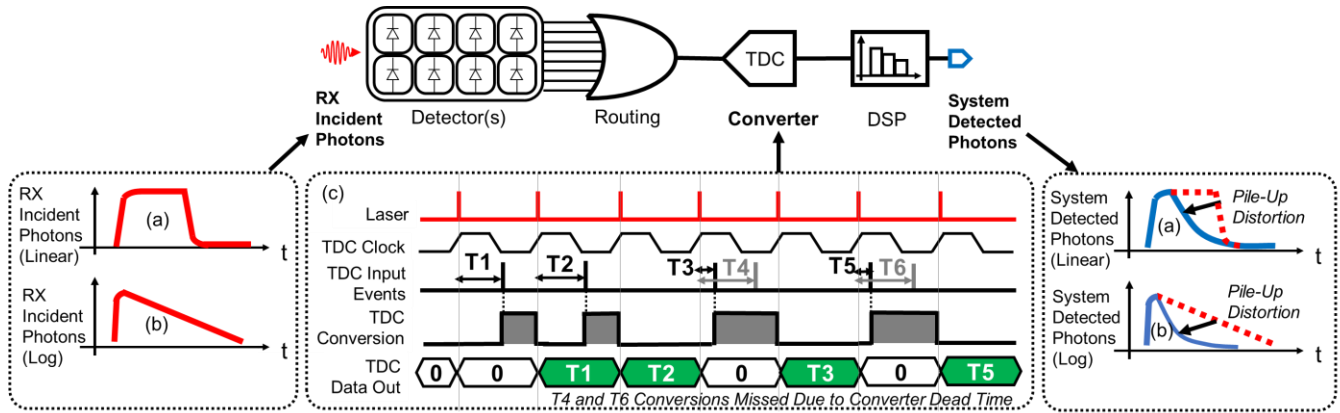 TDC
RX
Incident
Photons
Detector(s)
Routing
Converter
DSP
System
Detected
Photons
RX
Incident
Photons
(Linear)
(a)
t
RX
Incident
Photons
(Log)
(b)
t
(c)
Laser
TDC Clock
TDC Input
Events
T1 T2 T3 T4 T5 T6
TDC
Conversion
TDC
Data Out
0 0 T1 T2 0 T3 0 T5
T4 and T6 Conversions Missed Due to Converter Dead Time
System
Detected
Photons
(Linear)
(a)
Pile-Up
Distortion
t
System
Detected
Photons
(Log)
(b)
Pile-Up
Distortion
t